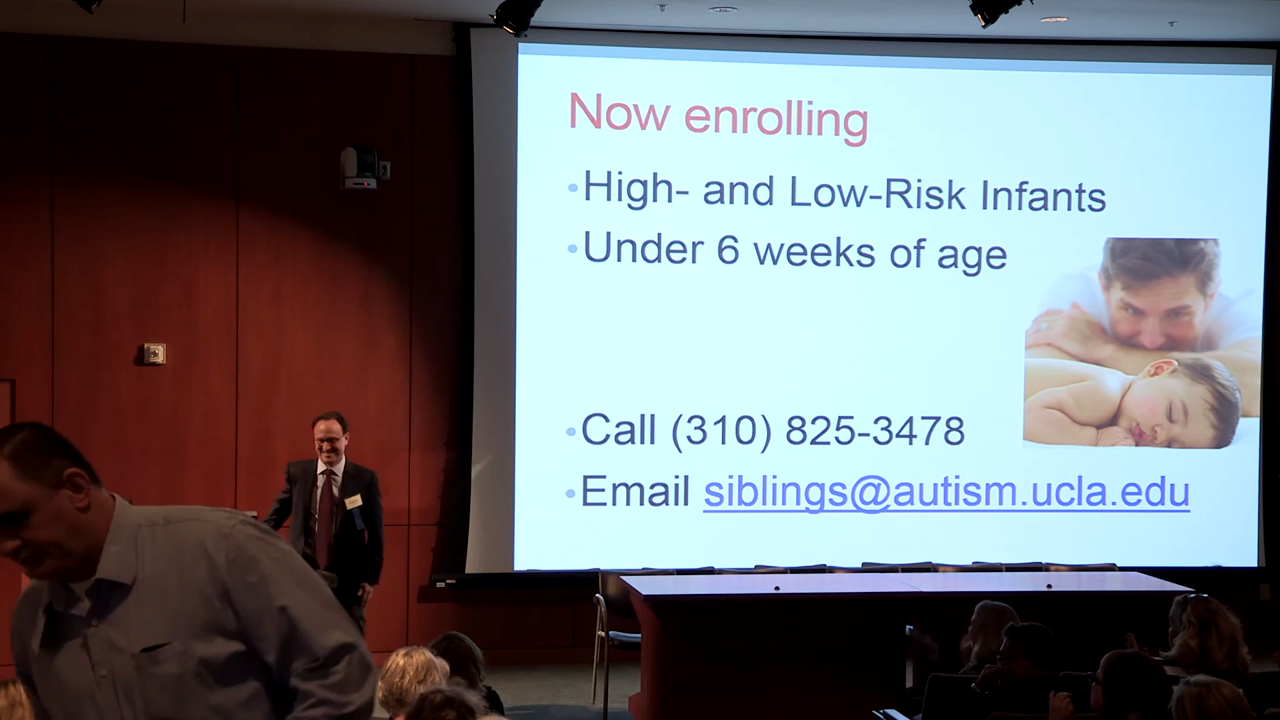 Now enrolling
•High- and Low-Risk Infants
•Under 6 weeks of age
•Call (310) 825-3478
•Email siblings@autism.ucla.edu